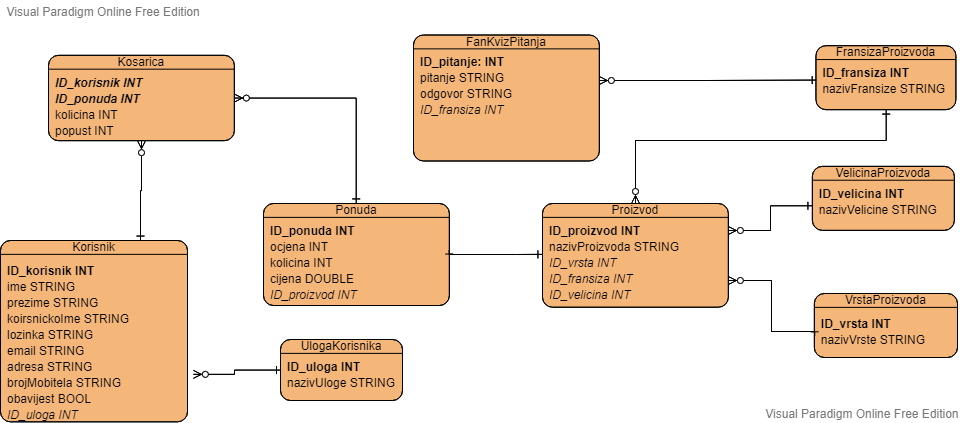 Visual Paradigm Online Free Edition
Kosarica
ID_korisnik INT
ID_ponuda INT
kolicina INT
popust INT
FanKvizPitanja
ID_pitanje: INT
pitanje STRING
odgovor STRING
ID_fransiza INT
FransizaProizvoda
ID_fransiza INT
nazivFransize STRING
VelicinaProizvoda
ID_velicina INT
nazivVelicine STRING
Ponuda
ID_ponuda INT
ocjena INT
kolicina INT
cijena DOUBLE
ID_proizvod INT
Proizvod
ID_proizvod INT
nazivProizvoda STRING
ID_vrsta INT
ID_fransiza INT
ID_velicina INT
Korisnik
ID_korisnik INT
ime STRING
prezime STRING
koirsnickoIme STRING
lozinka STRING
email STRING
adresa STRING
brojMobitela STRING
obavijest BOOL
ID_uloga INT
UlogaKorisnika
ID_uloga INT
nazivUloge STRING
VrstaProizvoda
ID_vrsta INT
nazivVrste STRING
Visual Paradigm Online Free Edition